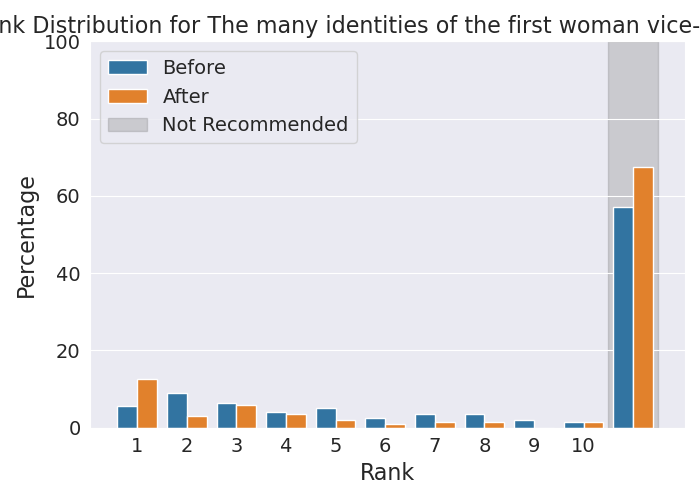 nk Distribution for The many identities of the first woman vice-
100
80
60
40
20
0
Percentage
Before
After
Not Recommended
1 2 3 4 5 6 7 8 9 10
Rank